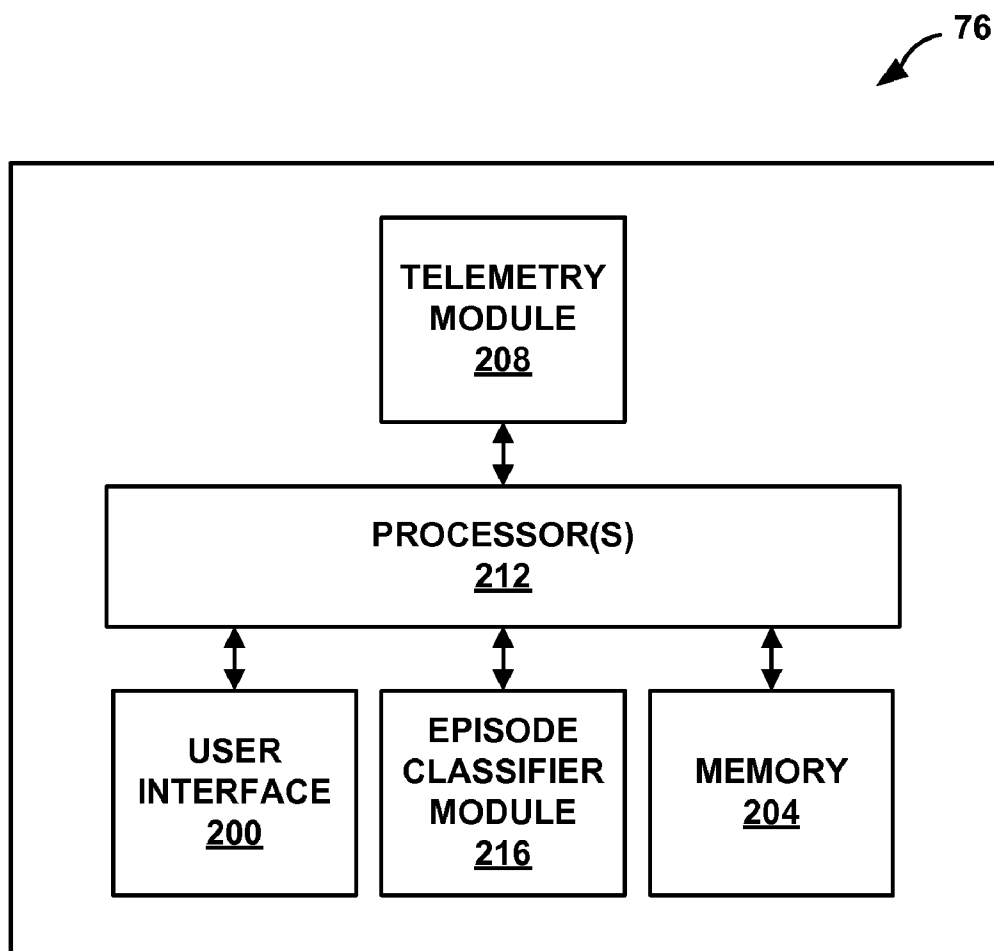 76
TELEMETRY
MODULE
208
PROCESSOR(S)
212
USER
INTERFACE
200
EPISODE
CLASSIFIER
MODULE
216
MEMORY
204